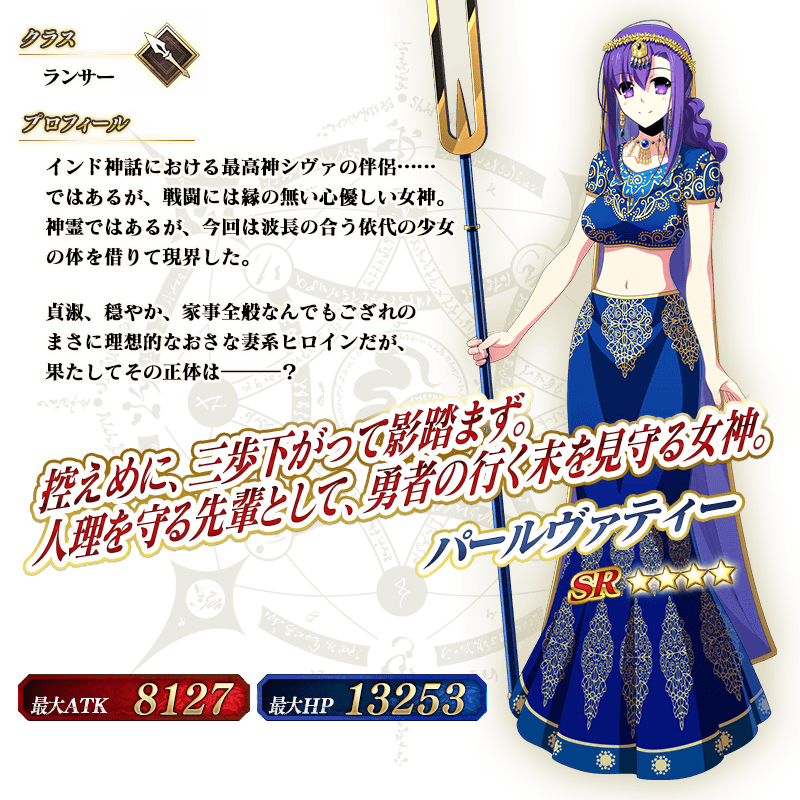 クラス
ランサー
プロフィール
インド神話における最高神シヴァの伴侶……
ではあるが、戦闘には縁の無い心優しい女神。
神霊ではあるが、今回は波長の合う依代の少女
の体を借りて現界した。
貞淑、穏やか、家事全般なんでもござれの
まさに理想的なおさな妻系ヒロインだが、
果たしてその正体は———？
控えめに、三歩下がって影踏まず。
人理を守る先輩として、勇者の行く末を見守る女神。
パールヴァティー
SR
最大ATK 8127
最大HP 13253